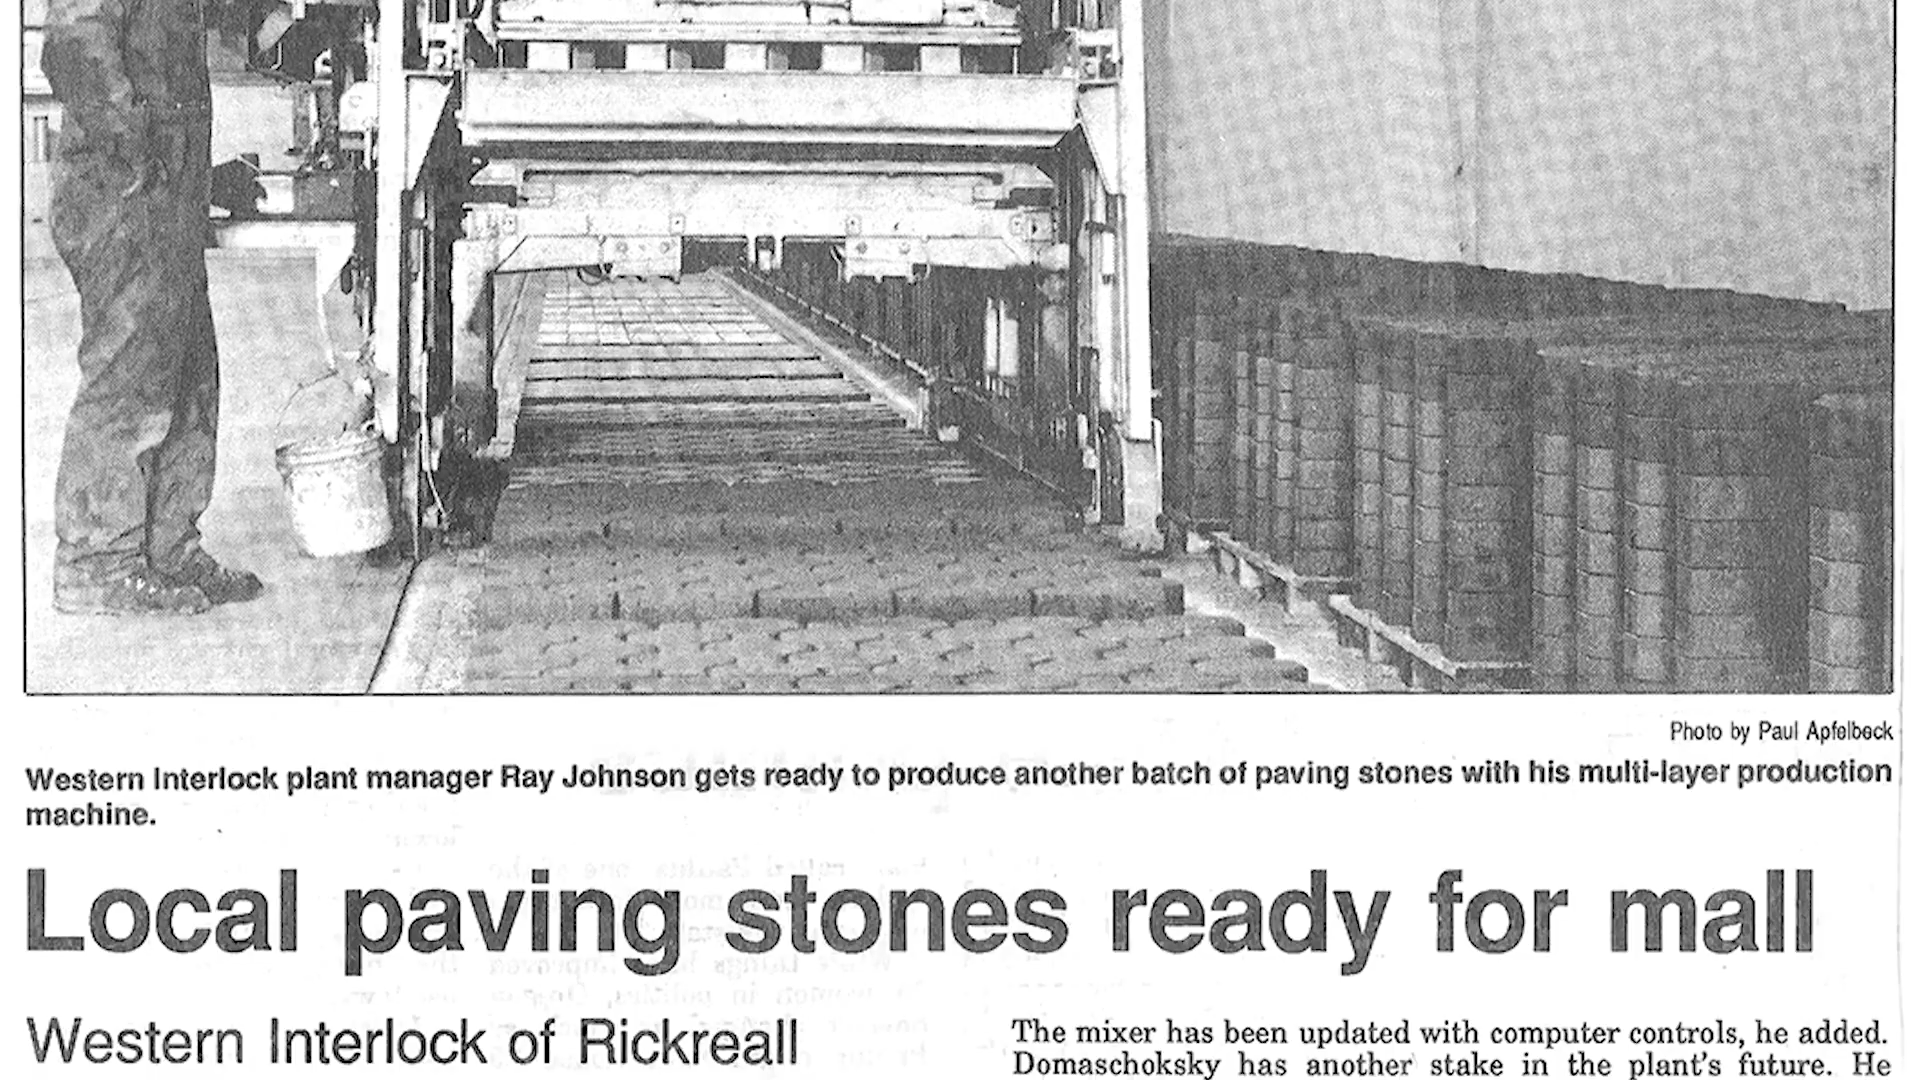 Photo by Paul Apfelbeck
Western Interlock plant manager Ray Johnson gets ready to produce another batch of paving stones with his multi-layer production
machine.
Local paving stones ready for mall
Western Interlock of Rickreall
The mixer has been updated with computer controls, he added.
Domaschoksky has another stake in the plant's future. He